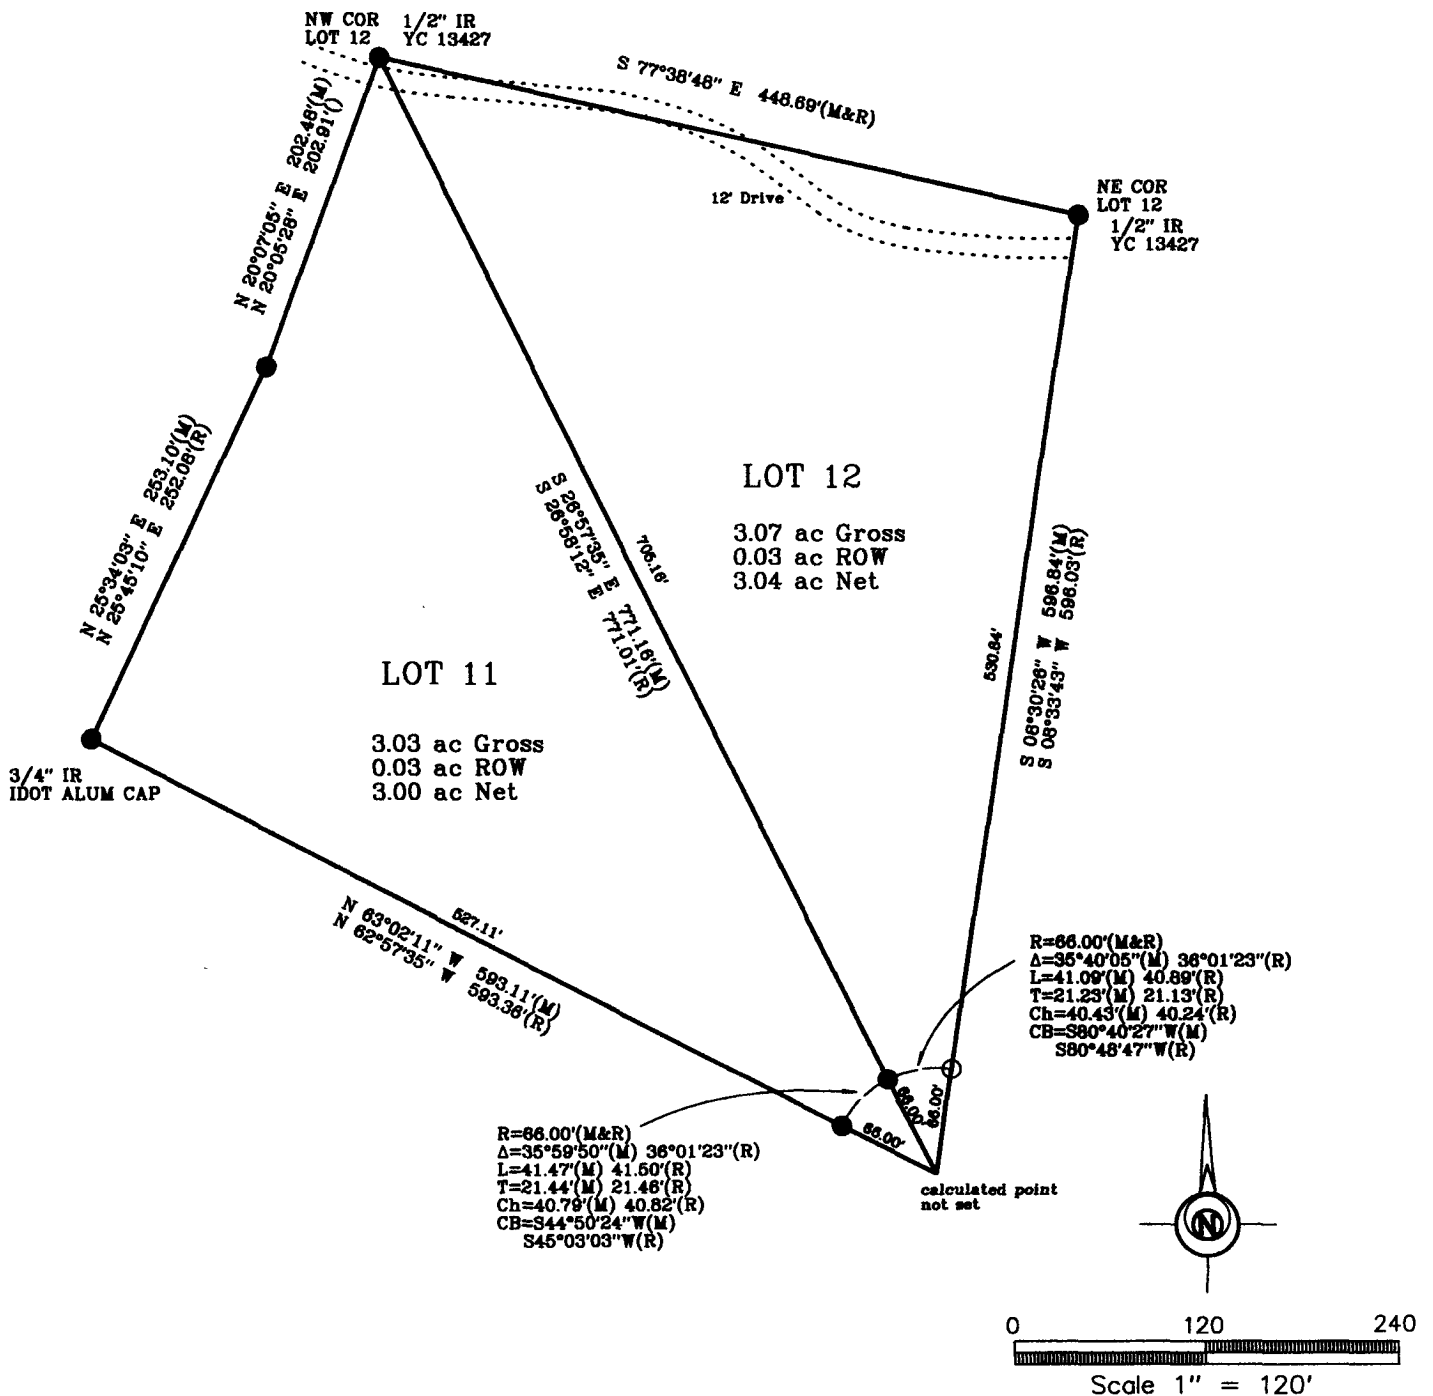 NW COR
LOT 12
1/2" IR
YC 13427
S 77°38'48" E 448.69'(M&R)
N 20°07'05" E 202.48'(M)
N 20°05'28" E 202.91'()
12' Drive
NE COR
LOT 12
1/2" IR
YC 13427
N 25°34'03" E 253.10'(M)
N 25°45'10" E 252.08'(R)
LOT 12
3.07 ac Gross
0.03 ac ROW
3.04 ac Net
S 26°57'35" E 771.16'(M)
S 26°58'12" E 771.01'(R)
705.16'
530.84'
S 08°30'26" W 596.84'(M)
S 08°33'43" W 596.03'(R)
LOT 11
3.03 ac Gross
0.03 ac ROW
3.00 ac Net
3/4" IR
IDOT ALUM CAP
527.11'
N 63°02'11" W 593.11'(M)
N 62°57'35" W 593.36'(R)
R=66.00'(M&R)
Δ=35°40'05"(M) 36°01'23"(R)
L=41.09'(M) 40.89'(R)
T=21.23'(M) 21.13'(R)
Ch=40.43'(M) 40.24'(R)
CB=S80°40'27"W(M)
S80°48'47"W(R)
66.00'
66.00'
66.00'
R=66.00'(M&R)
Δ=35°59'50"(M) 36°01'23"(R)
L=41.47'(M) 41.50'(R)
T=21.44'(M) 21.46'(R)
Ch=40.79'(M) 40.82'(R)
CB=S44°50'24"W(M)
S45°03'03"W(R)
calculated point
not set
N
0 120 240
Scale 1" = 120'